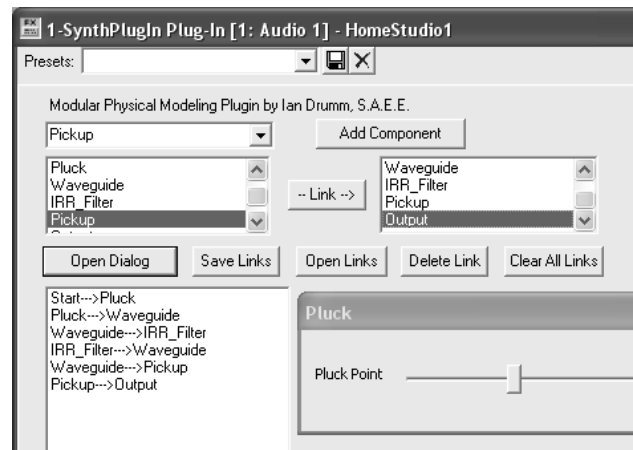 1-SynthPlugIn Plug-In [1: Audio 1] - HomeStudio1
Presets:
Modular Physical Modeling Plugin by Ian Drumm, S.A.E.E.
Pickup
Add Component
Pluck
Waveguide
IRR_Filter
Pickup
-- Link -->
Waveguide
IRR_Filter
Pickup
Output
Open Dialog
Save Links
Open Links
Delete Link
Clear All Links
Start--->Pluck
Pluck--->Waveguide
Waveguide--->IRR_Filter
IRR_Filter--->Waveguide
Waveguide--->Pickup
Pickup--->Output
Pluck
Pluck Point